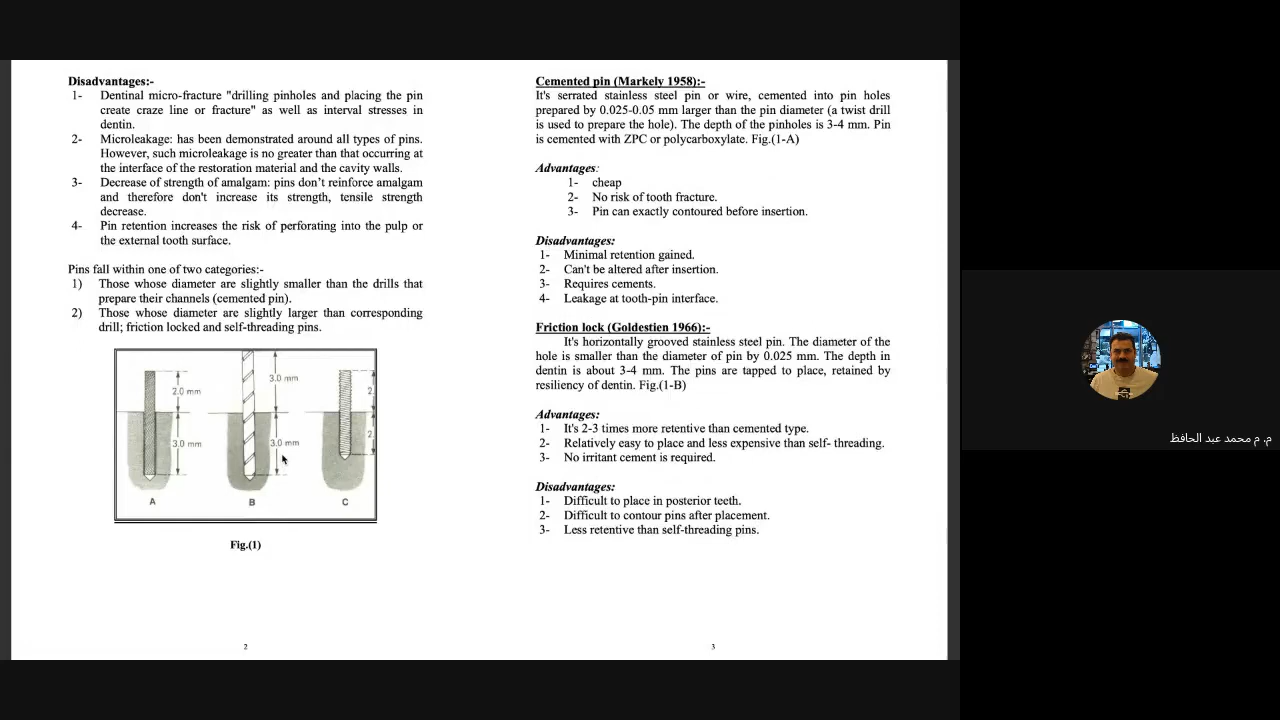 Disadvantages:-
1- Dentinal micro-fracture "drilling pinholes and placing the pin
create craze line or fracture" as well as interval stresses in
dentin.
2- Microleakage: has been demonstrated around all types of pins.
However, such microleakage is no greater than that occurring at
the interface of the restoration material and the cavity walls.
3- Decrease of strength of amalgam: pins don't reinforce amalgam
and therefore don't increase its strength, tensile strength
decrease.
4- Pin retention increases the risk of perforating into the pulp or
the external tooth surface.
Pins fall within one of two categories:-
1) Those whose diameter are slightly smaller than the drills that
prepare their channels (cemented pin).
2) Those whose diameter are slightly larger than corresponding
drill; friction locked and self-threading pins.
3.0 mm
2.0 mm
2.
3.0 mm
3.0 mm
2.
A
B
C
Fig.(1)
2
Cemented pin (Markely 1958):-
It's serrated stainless steel pin or wire, cemented into pin holes
prepared by 0.025-0.05 mm larger than the pin diameter (a twist drill
is used to prepare the hole). The depth of the pinholes is 3-4 mm. Pin
is cemented with ZPC or polycarboxylate. Fig.(1-A)
Advantages:
1- cheap
2- No risk of tooth fracture.
3- Pin can exactly contoured before insertion.
Disadvantages:
1- Minimal retention gained.
2- Can't be altered after insertion.
3- Requires cements.
4- Leakage at tooth-pin interface.
Friction lock (Goldestien 1966):-
It's horizontally grooved stainless steel pin. The diameter of the
hole is smaller than the diameter of pin by 0.025 mm. The depth in
dentin is about 3-4 mm. The pins are tapped to place, retained by
resiliency of dentin. Fig.(1-B)
Advantages:
1- It's 2-3 times more retentive than cemented type.
2- Relatively easy to place and less expensive than self- threading.
3- No irritant cement is required.
Disadvantages:
1- Difficult to place in posterior teeth.
2- Difficult to contour pins after placement.
3- Less retentive than self-threading pins.
3
م. م محمد عبد الحافظ